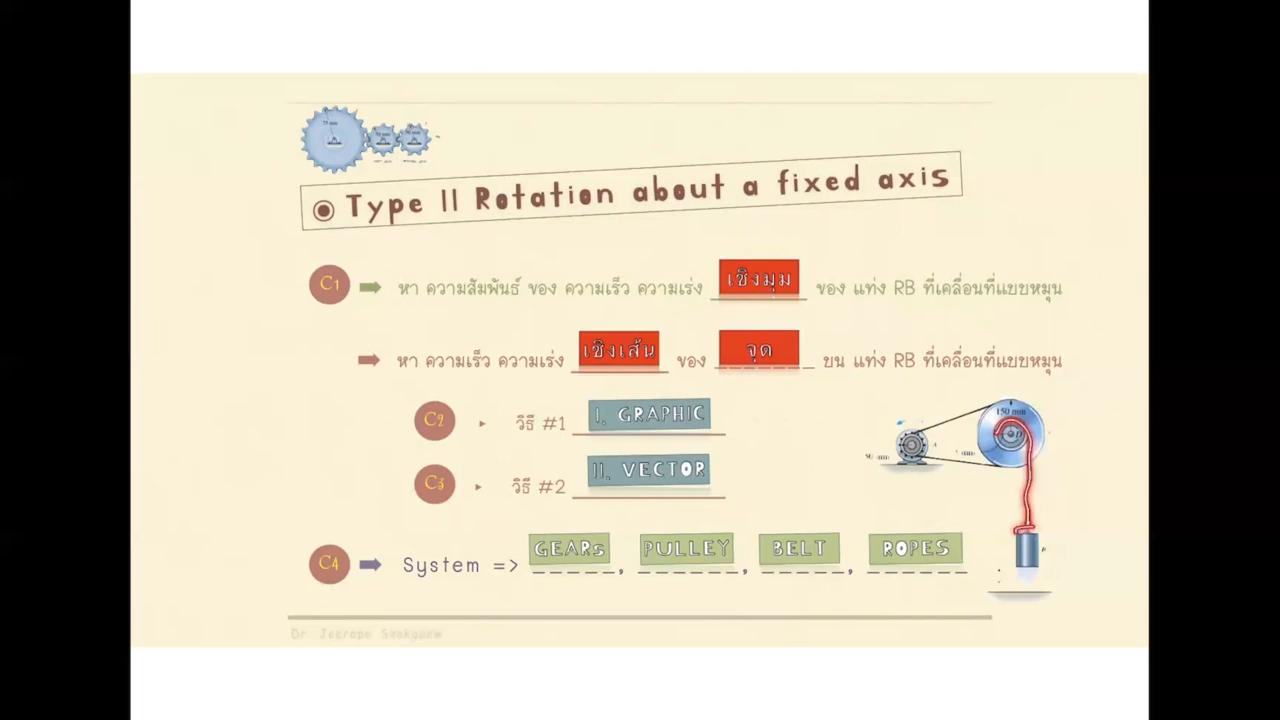 75 mm
◉ Type II Rotation about a fixed axis
C1 หา ความสัมพันธ์ ของ ความเร็ว ความเร่ง เชิงมุม ของ แท่ง RB ที่เคลื่อนที่แบบหมุน
หา ความเร็ว ความเร่ง เชิงเส้น ของ จุด บน แท่ง RB ที่เคลื่อนที่แบบหมุน
C2 วิธี #1 I. GRAPHIC
150 mm
C3 วิธี #2 II. VECTOR
C4 System => GEARs, PULLEY, BELT, ROPES